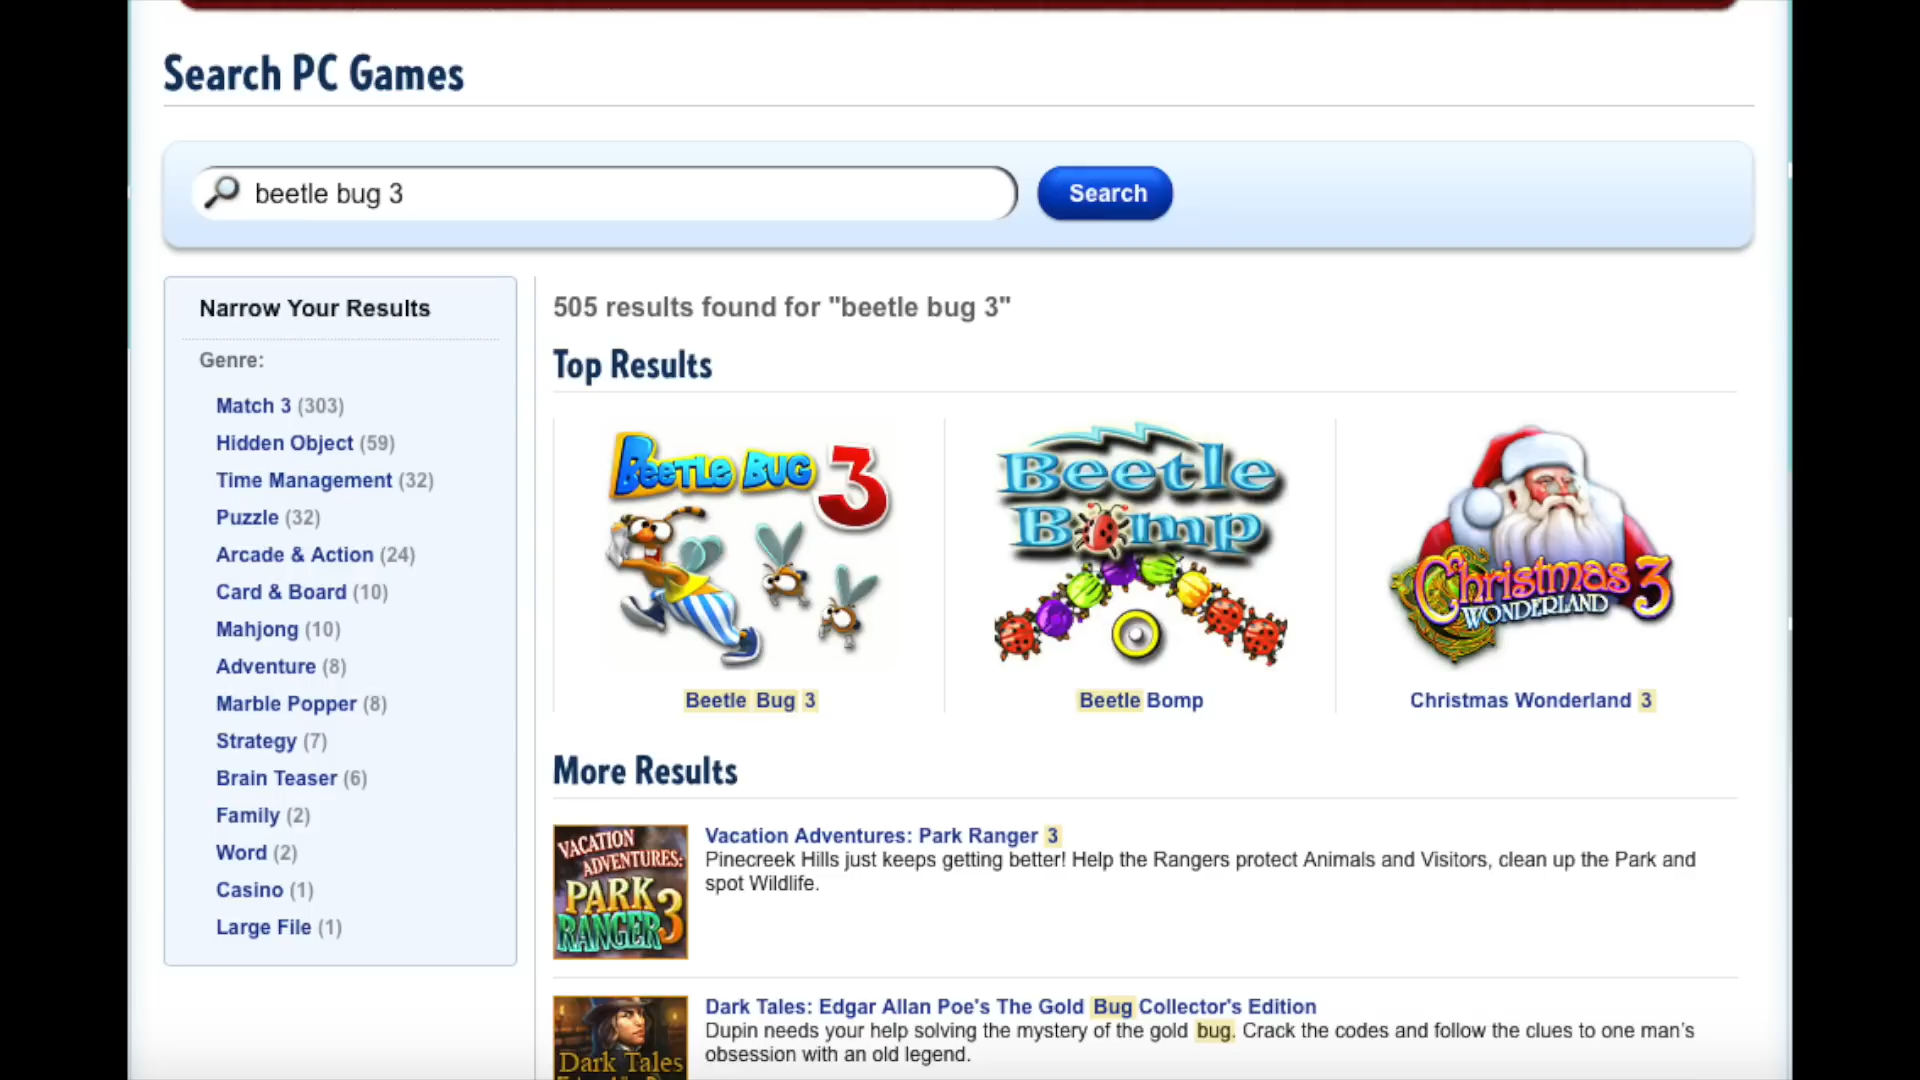 Search PC Games
beetle bug 3
Search
Narrow Your Results
Genre:
Match 3 (303)
Hidden Object (59)
Time Management (32)
Puzzle (32)
Arcade & Action (24)
Card & Board (10)
Mahjong (10)
Adventure (8)
Marble Popper (8)
Strategy (7)
Brain Teaser (6)
Family (2)
Word (2)
Casino (1)
Large File (1)
505 results found for "beetle bug 3"
Top Results
BEETLE BUG 3
Beetle Bug 3
Beetle
Bomp
Beetle Bomp
Christmas 3
WONDERLAND
Christmas Wonderland 3
More Results
VACATION
ADVENTURES:
PARK
RANGER 3
Vacation Adventures: Park Ranger 3
Pinecreek Hills just keeps getting better! Help the Rangers protect Animals and Visitors, clean up the Park and
spot Wildlife.
Dark Tales
Dark Tales: Edgar Allan Poe's The Gold Bug Collector's Edition
Dupin needs your help solving the mystery of the gold bug. Crack the codes and follow the clues to one man's
obsession with an old legend.